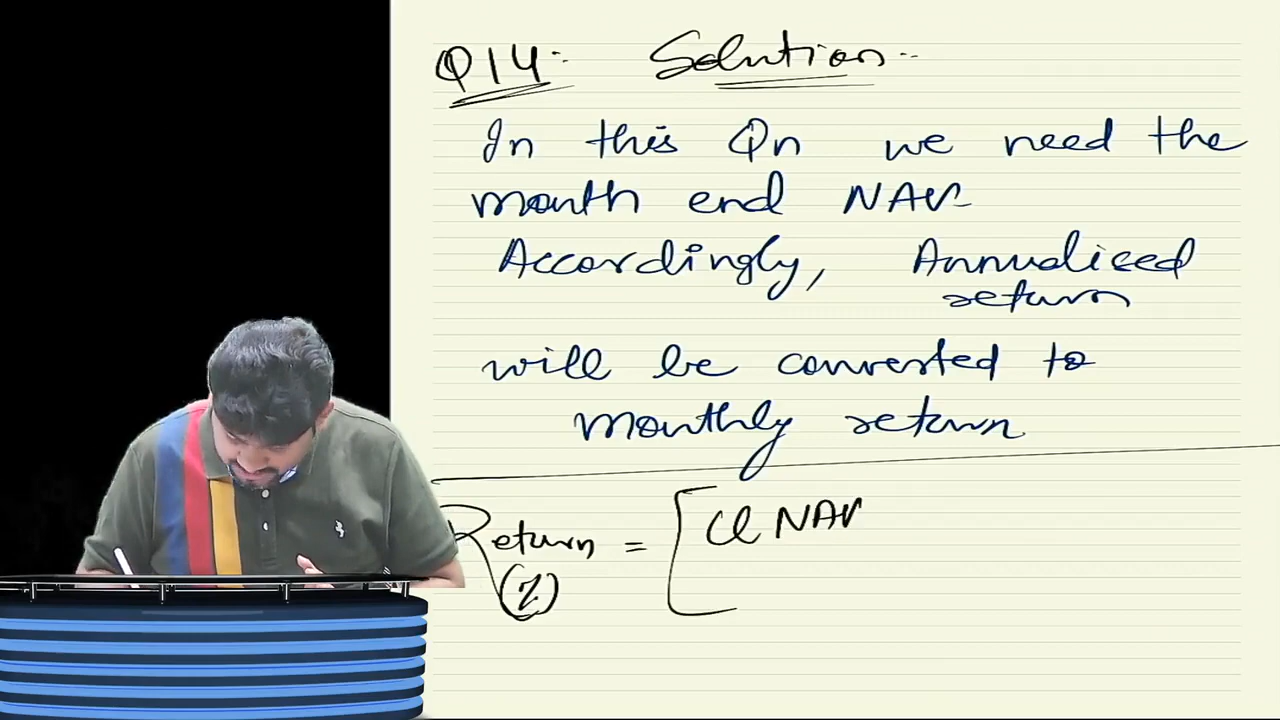 Q14:- Solution:-
In this Qn we need the
month end NAV
Accordingly, Annualised
return
will be converted to
monthly return
Return = [ Cl NAV
(%)